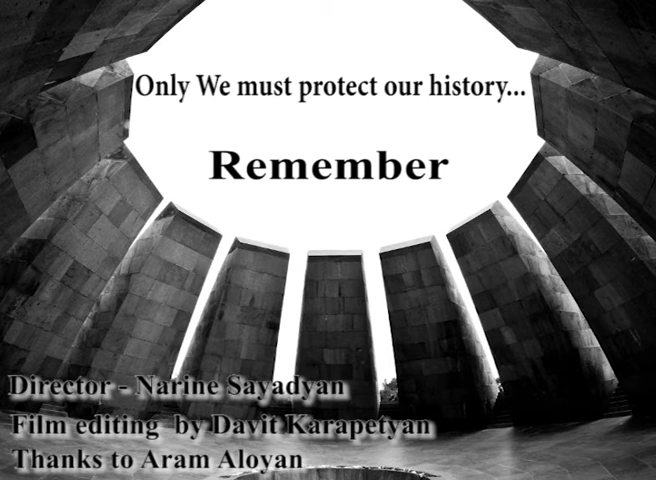 Only We must protect our history...
Remember
Director - Narine Sayadyan
Film editing by Davit Karapetyan
Thanks to Aram Aloyan